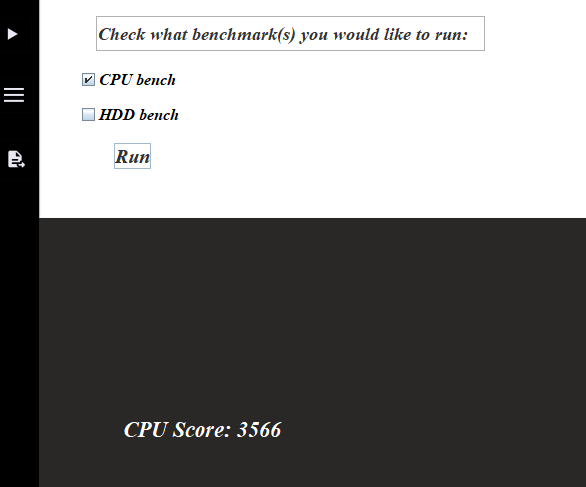 Check what benchmark(s) you would like to run:
CPU bench
HDD bench
Run
CPU Score: 3566